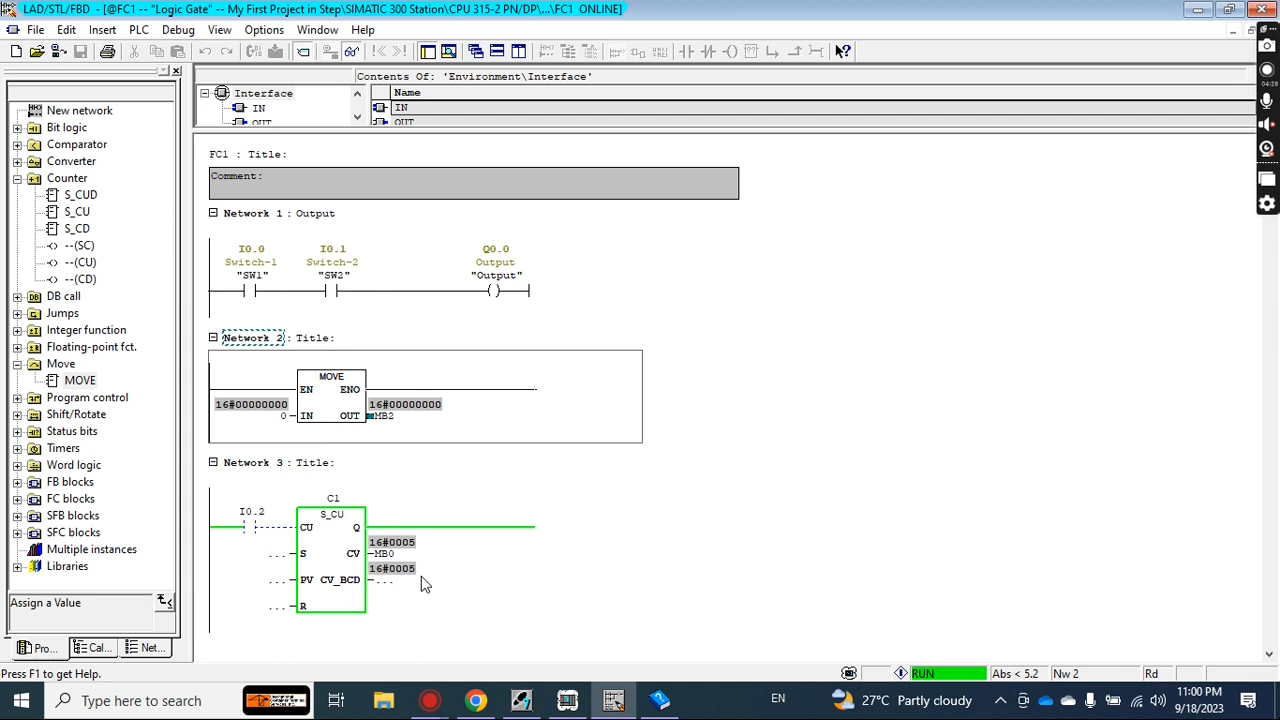 LAD/STL/FBD - [@FC1 -- "Logic Gate" -- My First Project in Step\SIMATIC 300 Station\CPU 315-2 PN/DP\...\FC1 ONLINE]
File Edit Insert PLC Debug View Options Window Help
Contents Of: 'Environment\Interface'
Interface
IN
OUT
Name
IN
OUT
04:25
New network
Bit logic
Comparator
Converter
Counter
S_CUD
S_CU
S_CD
--(SC)
--(CU)
--(CD)
DB call
Jumps
Integer function
Floating-point fct.
Move
MOVE
Program control
Shift/Rotate
Status bits
Timers
Word logic
FB blocks
FC blocks
SFB blocks
SFC blocks
Multiple instances
Libraries
Assign a Value
Pro... Cal... Net...
FC1 : Title:
Comment:
Network 1 : Output
I0.0 I0.1 Q0.0
Switch-1 Switch-2 Output
"SW1" "SW2" "Output"
Network 2 : Title:
MOVE
EN ENO
16#00000000 16#00000000
0 IN OUT MB2
Network 3 : Title:
C1
I0.2 S_CU
CU Q
16#0005
... S CV MB0
16#0005
... PV CV_BCD ...
... R
Press F1 to get Help.
RUN Abs < 5.2 Nw 2 Rd
Type here to search
EN
27°C Partly cloudy
11:00 PM
9/18/2023